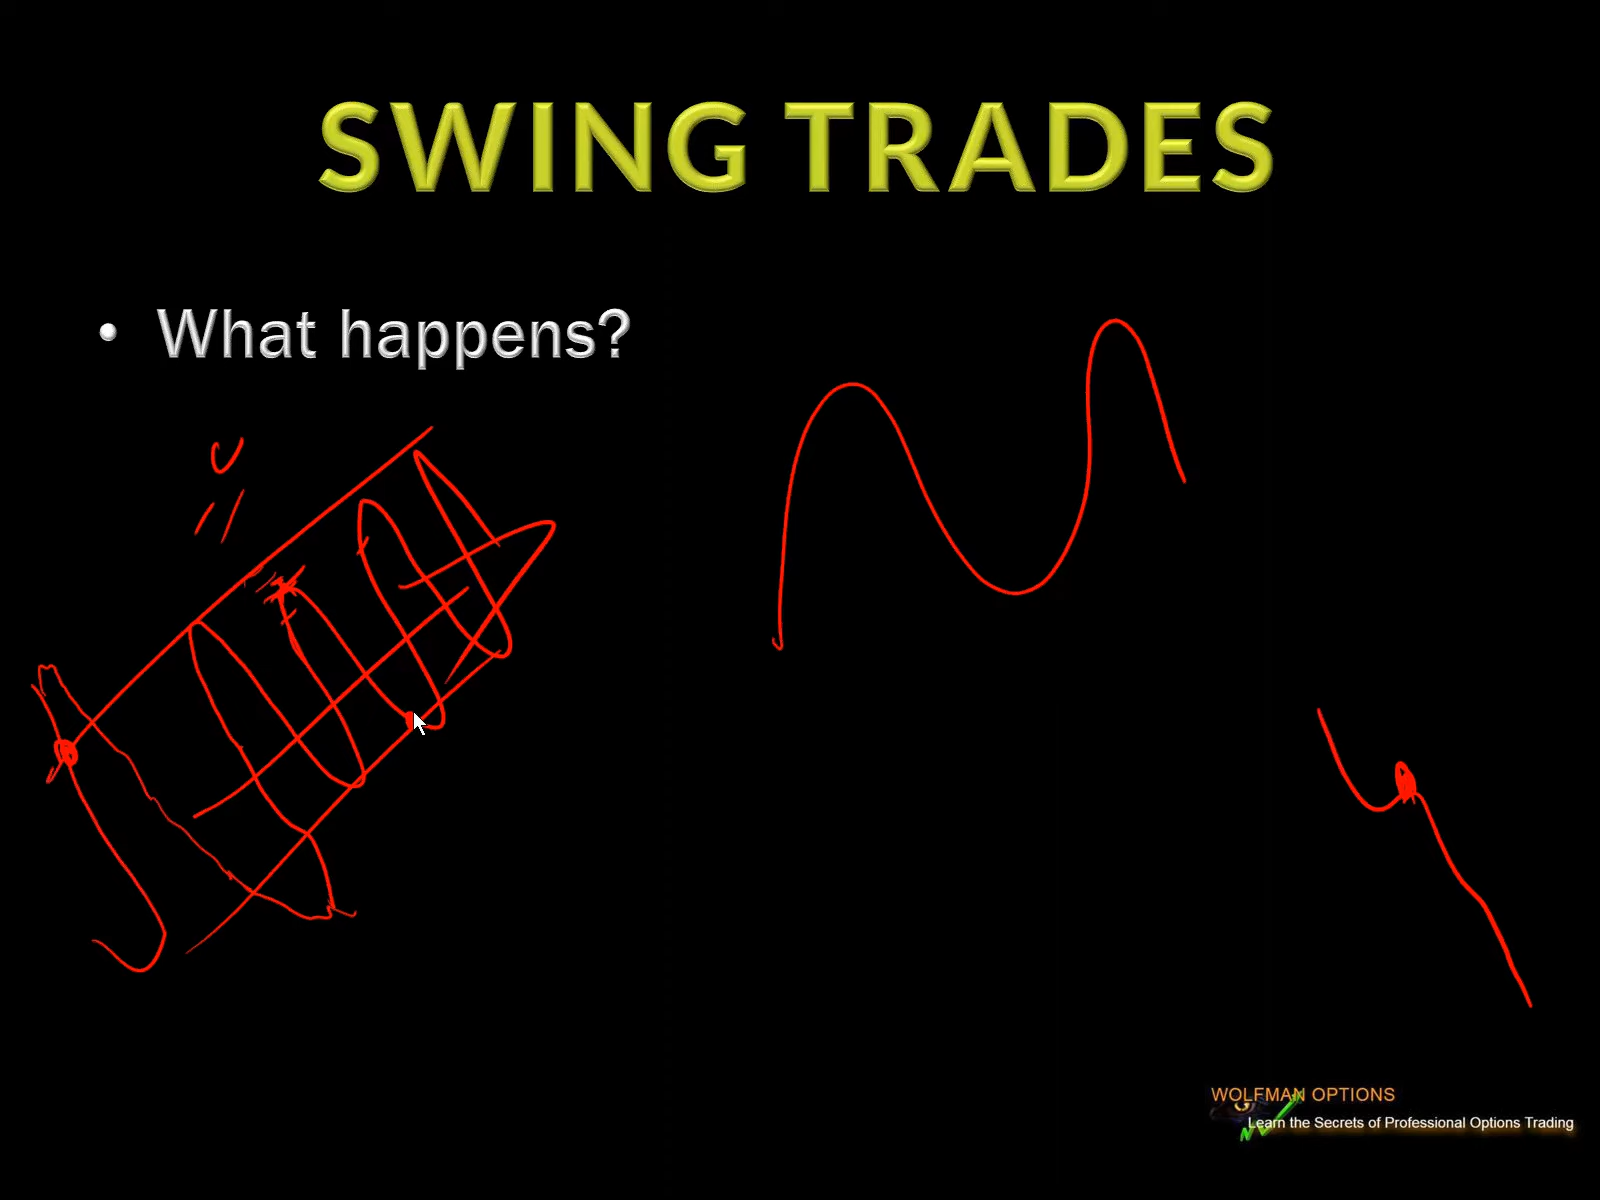 SWING TRADES
• What happens?
WOLFMAN OPTIONS
Learn the Secrets of Professional Options Trading